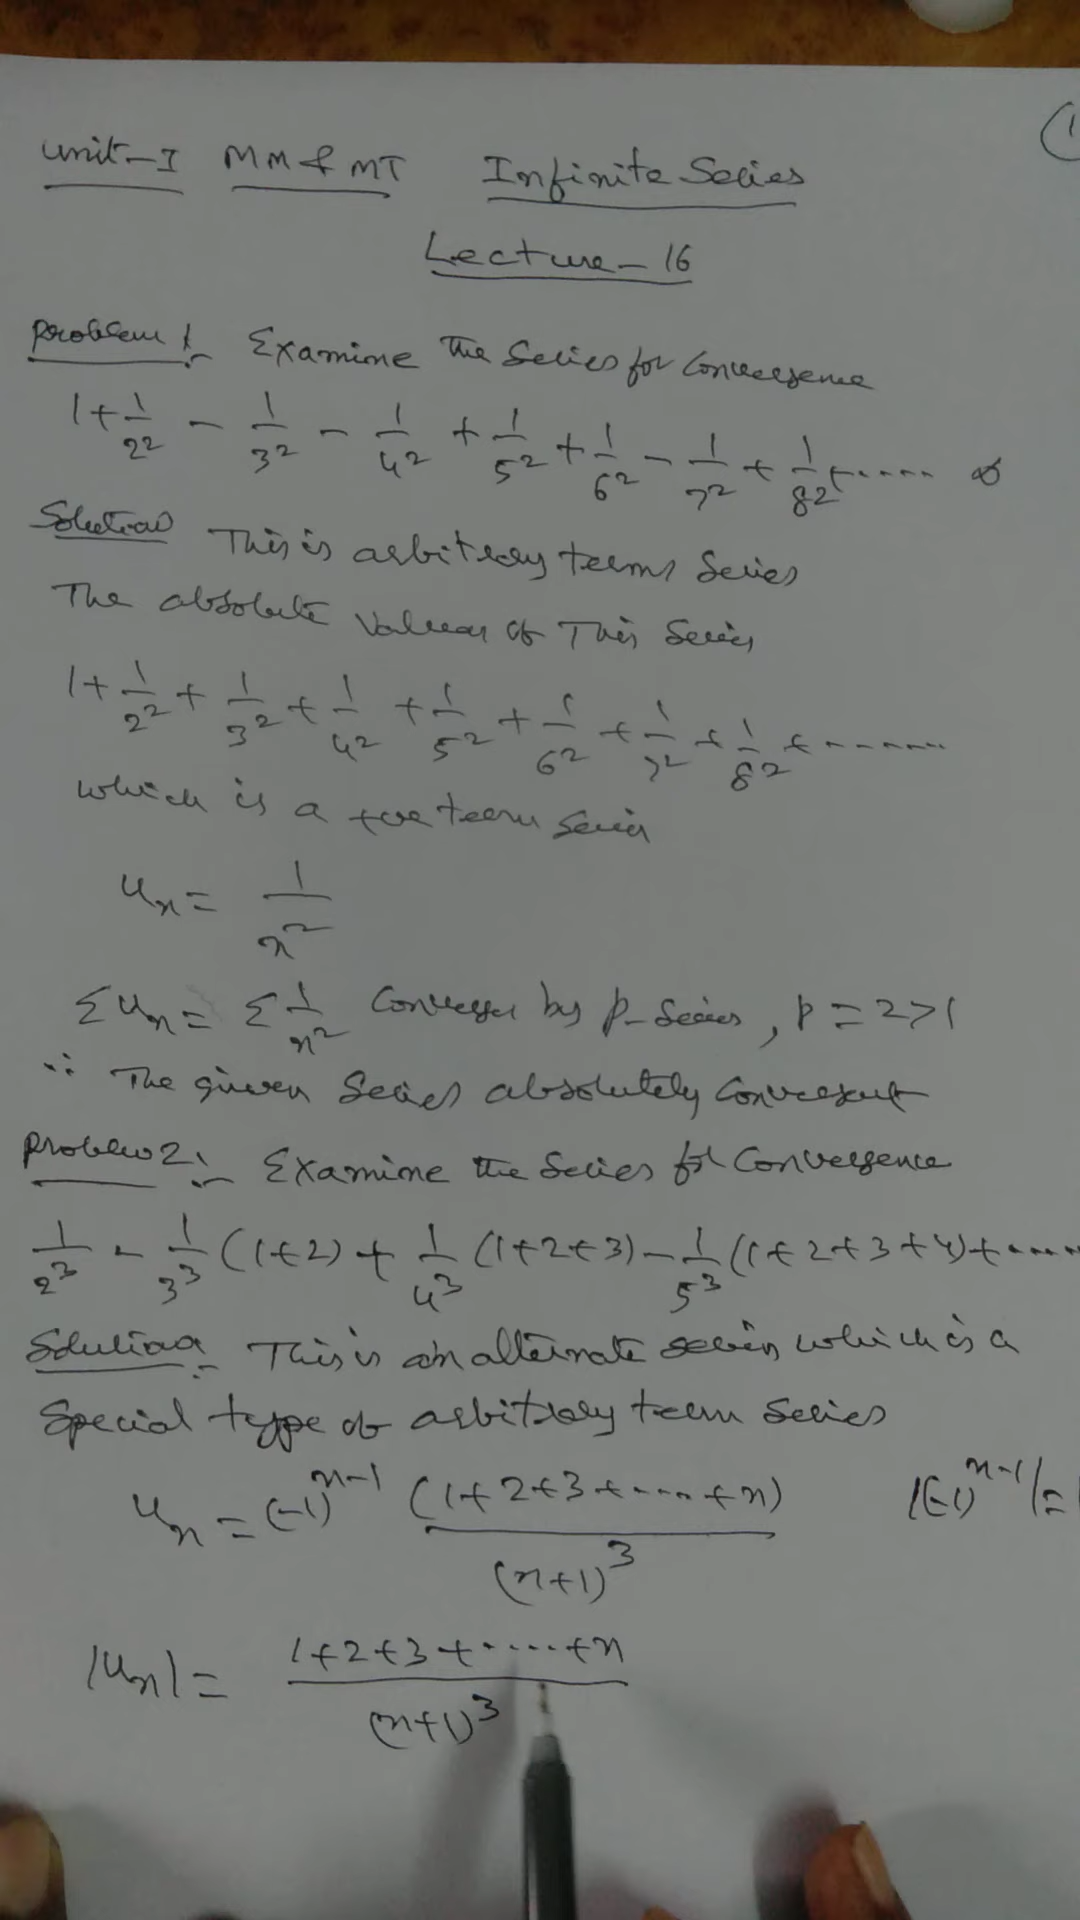 (1
Unit-I MM & MT Infinite Series
Lecture-16
Problem 1:- Examine the Series for Convergence
1 + 1/2² - 1/3² - 1/4² + 1/5² + 1/6² - 1/7² + 1/8² + ..... ∞
Solution This is arbitrary terms Series
The absolute Values of This Series
1 + 1/2² + 1/3² + 1/4² + 1/5² + 1/6² + 1/7² + 1/8² + ......
which is a +ve term Series
uₙ = 1/n²
Σuₙ = Σ 1/n² Converges by p-Series, p = 2>1
∴ The given Series absolutely Convergent
Problem 2:- Examine the Series for Convergence
1/2³ - 1/3³ (1+2) + 1/4³ (1+2+3) - 1/5³ (1+2+3+4) + ....
Solution:- This is an alternate series which is a
Special type of arbitrary term Series
uₙ = (-1)ⁿ⁻¹ (1+2+3+....+n)/(n+1)³ |(-1)ⁿ⁻¹| =
|uₙ| = 1+2+3+.....+n/(n+1)³